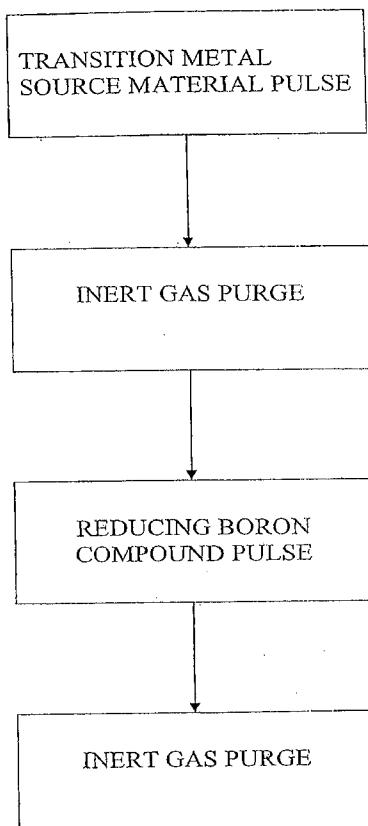 TRANSITION METAL
SOURCE MATERIAL PULSE
INERT GAS PURGE
REDUCING BORON
COMPOUND PULSE
INERT GAS PURGE